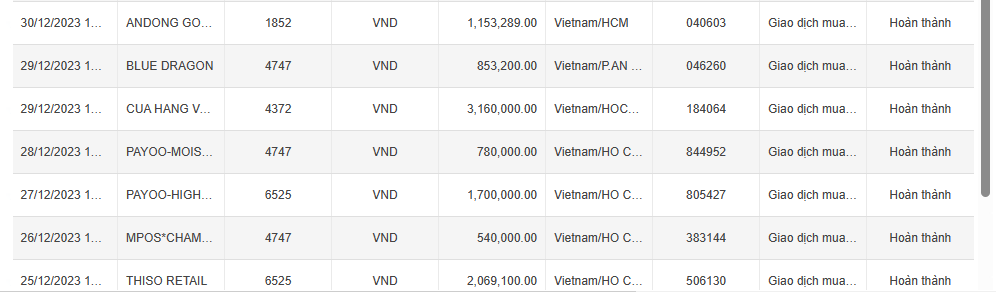 30/12/2023 1... ANDONG GO... 1852 VND 1,153,289.00 Vietnam/HCM 040603 Giao dịch mua... Hoàn thành
29/12/2023 1... BLUE DRAGON 4747 VND 853,200.00 Vietnam/P.AN ... 046260 Giao dịch mua... Hoàn thành
29/12/2023 1... CUA HANG V... 4372 VND 3,160,000.00 Vietnam/HOC... 184064 Giao dịch mua... Hoàn thành
28/12/2023 1... PAYOO-MOIS... 4747 VND 780,000.00 Vietnam/HO C... 844952 Giao dịch mua... Hoàn thành
27/12/2023 1... PAYOO-HIGH... 6525 VND 1,700,000.00 Vietnam/HO C... 805427 Giao dịch mua... Hoàn thành
26/12/2023 1... MPOS*CHAM... 4747 VND 540,000.00 Vietnam/HO C... 383144 Giao dịch mua... Hoàn thành
25/12/2023 1... THISO RETAIL 6525 VND 2,069,100.00 Vietnam/HO C... 506130 Giao dịch mua... Hoàn thành